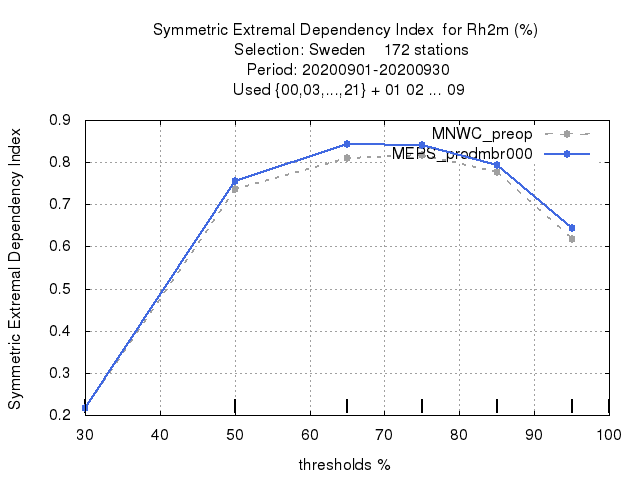 Symmetric Extremal Dependency Index  for Rh2m (%)
Selection: Sweden    172 stations
Period: 20200901-20200930
Used {00,03,...,21} + 01 02 ... 09
Symmetric Extremal Dependency Index
0.9
0.8
0.7
0.6
0.5
0.4
0.3
0.2
MNWC_preop
MEPS_prodmbr000
30 40 50 60 70 80 90 100
thresholds %